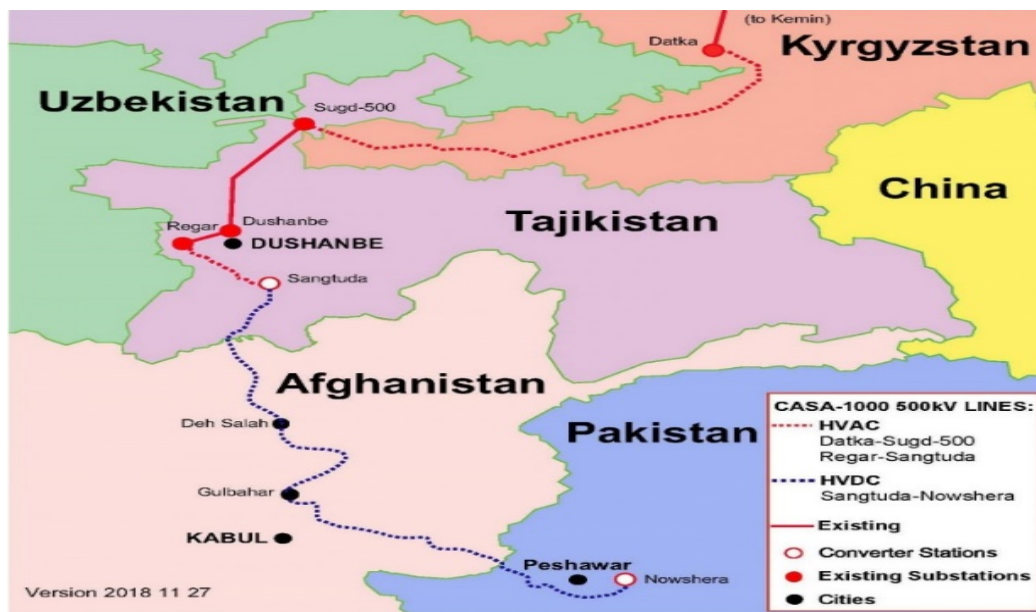 (to Kemin)
Datka
Kyrgyzstan
Uzbekistan
Sugd-500
China
Tajikistan
Regar
Dushanbe
DUSHANBE
Sangtuda
Afghanistan
Deh Salah
Pakistan
Gulbahar
KABUL
Peshawar
Nowshera
Version 2018 11 27
CASA-1000 500kV LINES:
HVAC
Datka-Sugd-500
Regar-Sangtuda
HVDC
Sangtuda-Nowshera
Existing
Converter Stations
Existing Substations
Cities